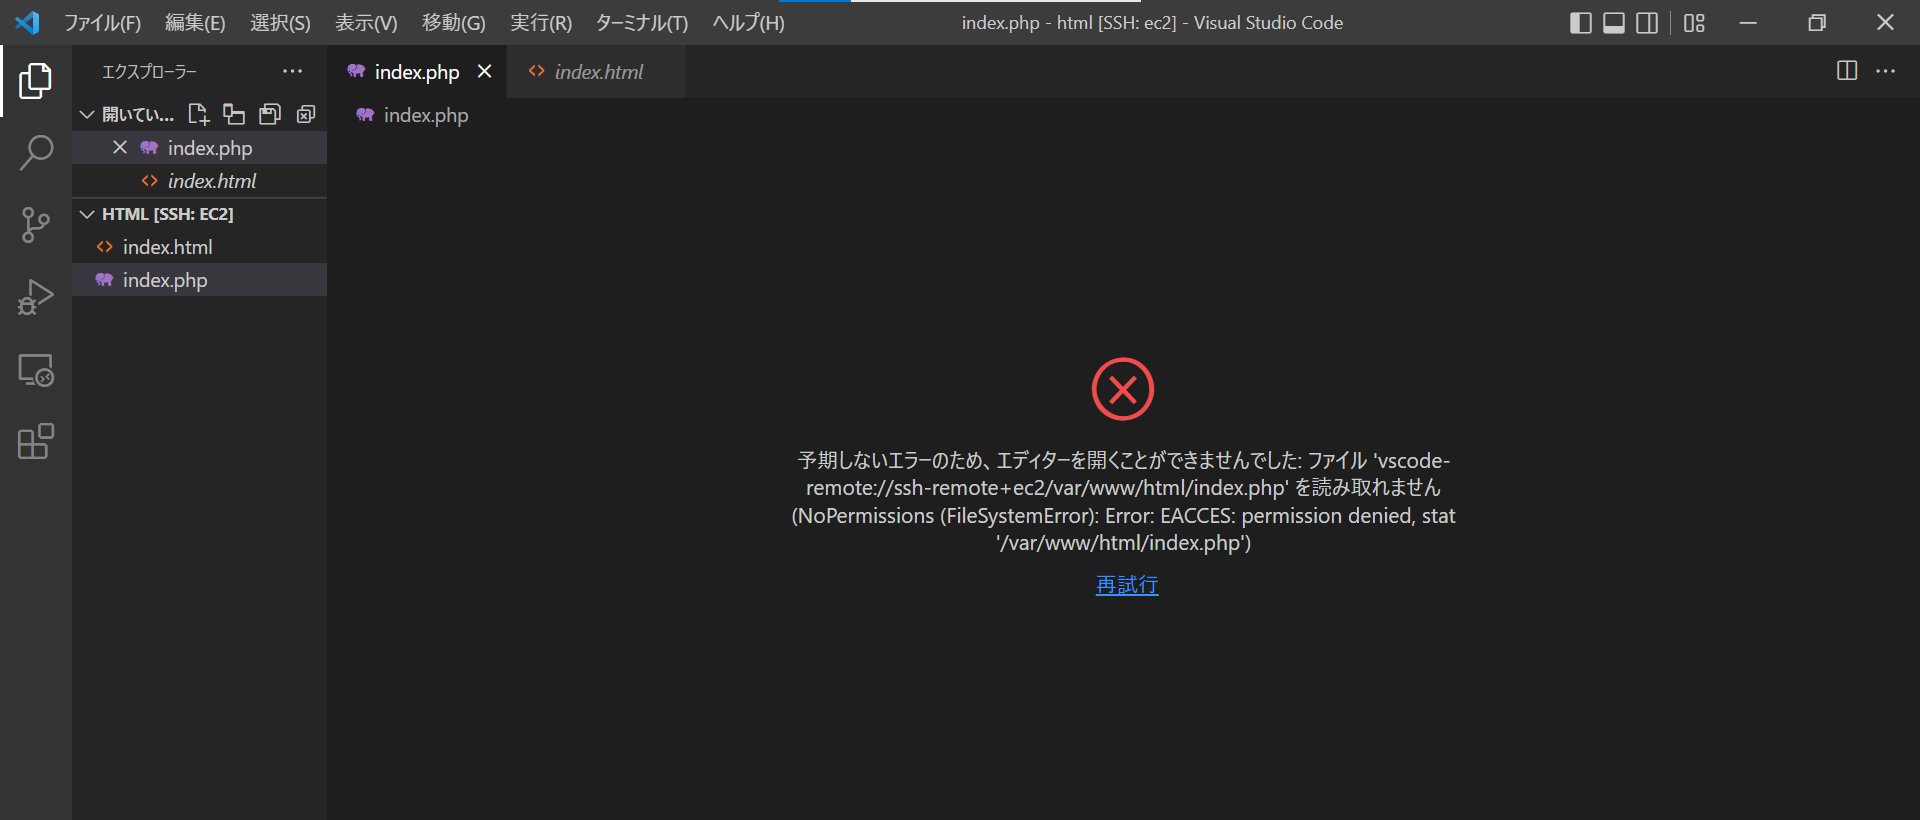 ファイル(F) 編集(E) 選択(S) 表示(V) 移動(G) 実行(R) ターミナル(T) ヘルプ(H) index.php - html [SSH: ec2] - Visual Studio Code
エクスプローラー
index.php
index.html
開いてい...
index.php
index.php
index.html
HTML [SSH: EC2]
index.html
index.php
予期しないエラーのため、エディターを開くことができませんでした: ファイル 'vscode-
remote://ssh-remote+ec2/var/www/html/index.php' を読み取れません
(NoPermissions (FileSystemError): Error: EACCES: permission denied, stat
'/var/www/html/index.php')
再試行